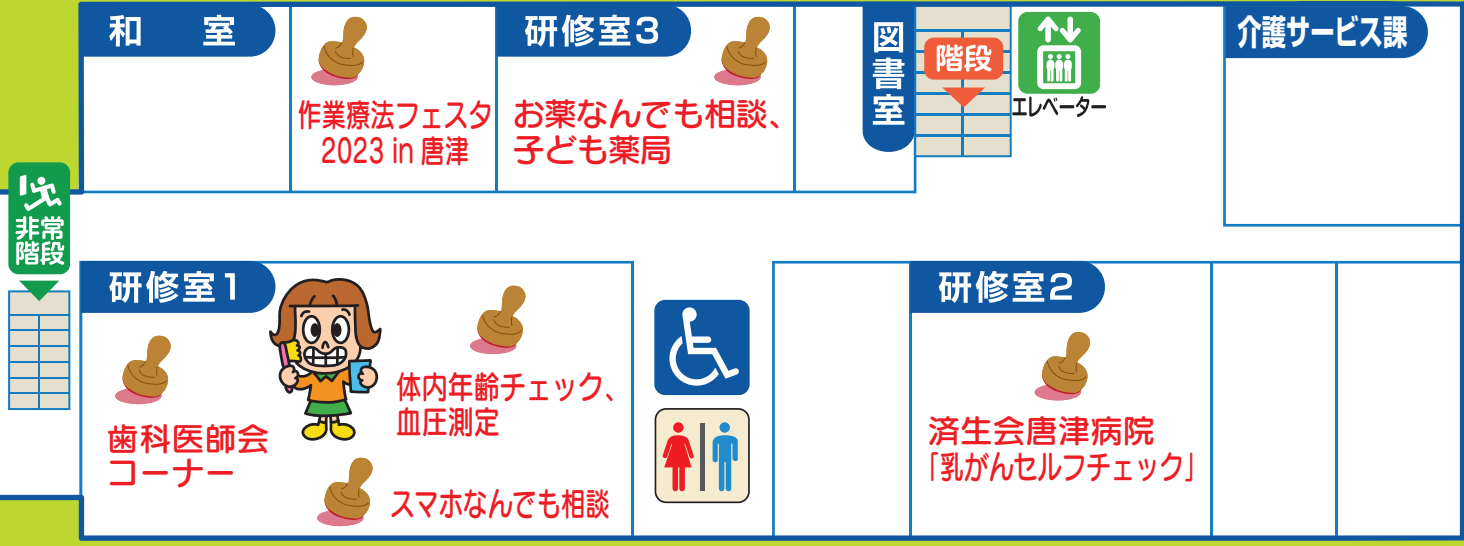 和室
作業療法フェスタ
2023 in 唐津
研修室3
お薬なんでも相談、
子ども薬局
図書室
階段
エレベーター
介護サービス課
非常
階段
研修室1
歯科医師会
コーナー
体内年齢チェック、
血圧測定
スマホなんでも相談
研修室2
済生会唐津病院
「乳がんセルフチェック」